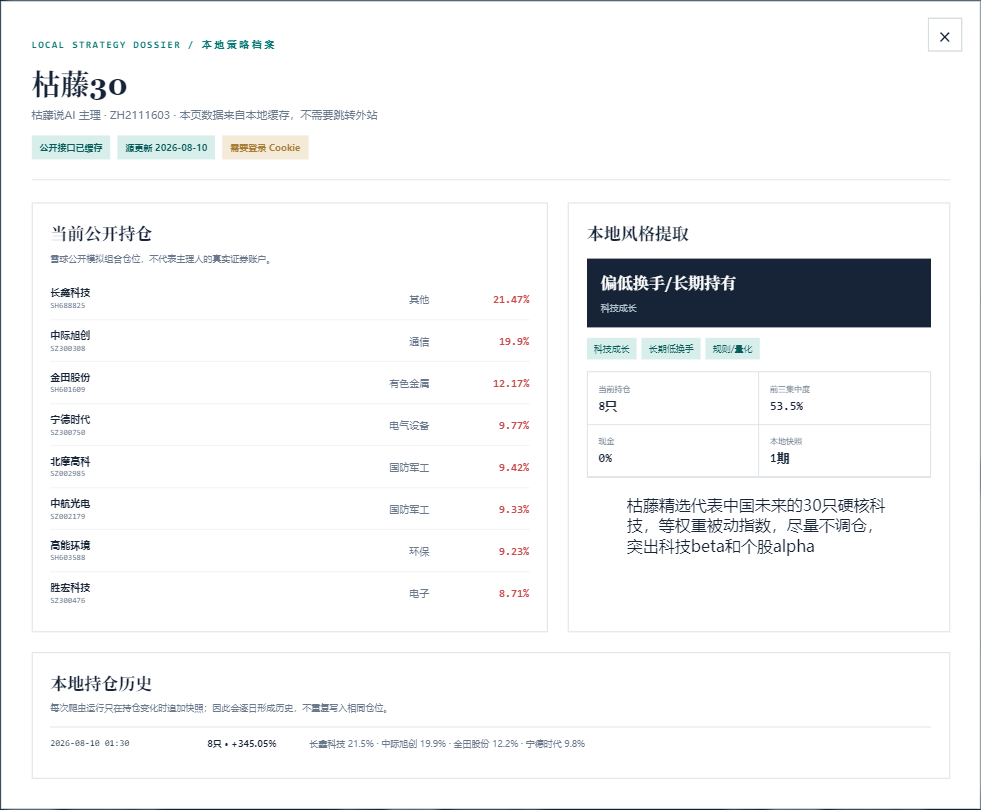 LOCAL STRATEGY DOSSIER / 本地策略档案
枯藤30
枯藤说AI 主理 · ZH2111603 · 本页数据来自本地缓存，不需要跳转外站
公开接口已缓存 源更新 2026-08-10 需要登录 Cookie
当前公开持仓
雪球公开模拟组合仓位，不代表主理人的真实证券账户。
长鑫科技 其他 21.47%
SH688825
中际旭创 通信 19.9%
SZ300308
金田股份 有色金属 12.17%
SH601609
宁德时代 电气设备 9.77%
SZ300750
北摩高科 国防军工 9.42%
SZ002985
中航光电 国防军工 9.33%
SZ002179
高能环境 环保 9.23%
SH603588
胜宏科技 电子 8.71%
SZ300476
本地风格提取
偏低换手/长期持有
科技成长
科技成长 长期低换手 规则/量化
当前持仓 前三集中度
8只 53.5%
现金 本地快照
0% 1期
枯藤精选代表中国未来的30只硬核科
技，等权重被动指数，尽量不调仓，
突出科技beta和个股alpha
本地持仓历史
每次爬虫运行只在持仓变化时追加快照；因此会逐日形成历史，不重复写入相同仓位。
2026-08-10 01:30 8只 • +345.05% 长鑫科技 21.5% · 中际旭创 19.9% · 金田股份 12.2% · 宁德时代 9.8%